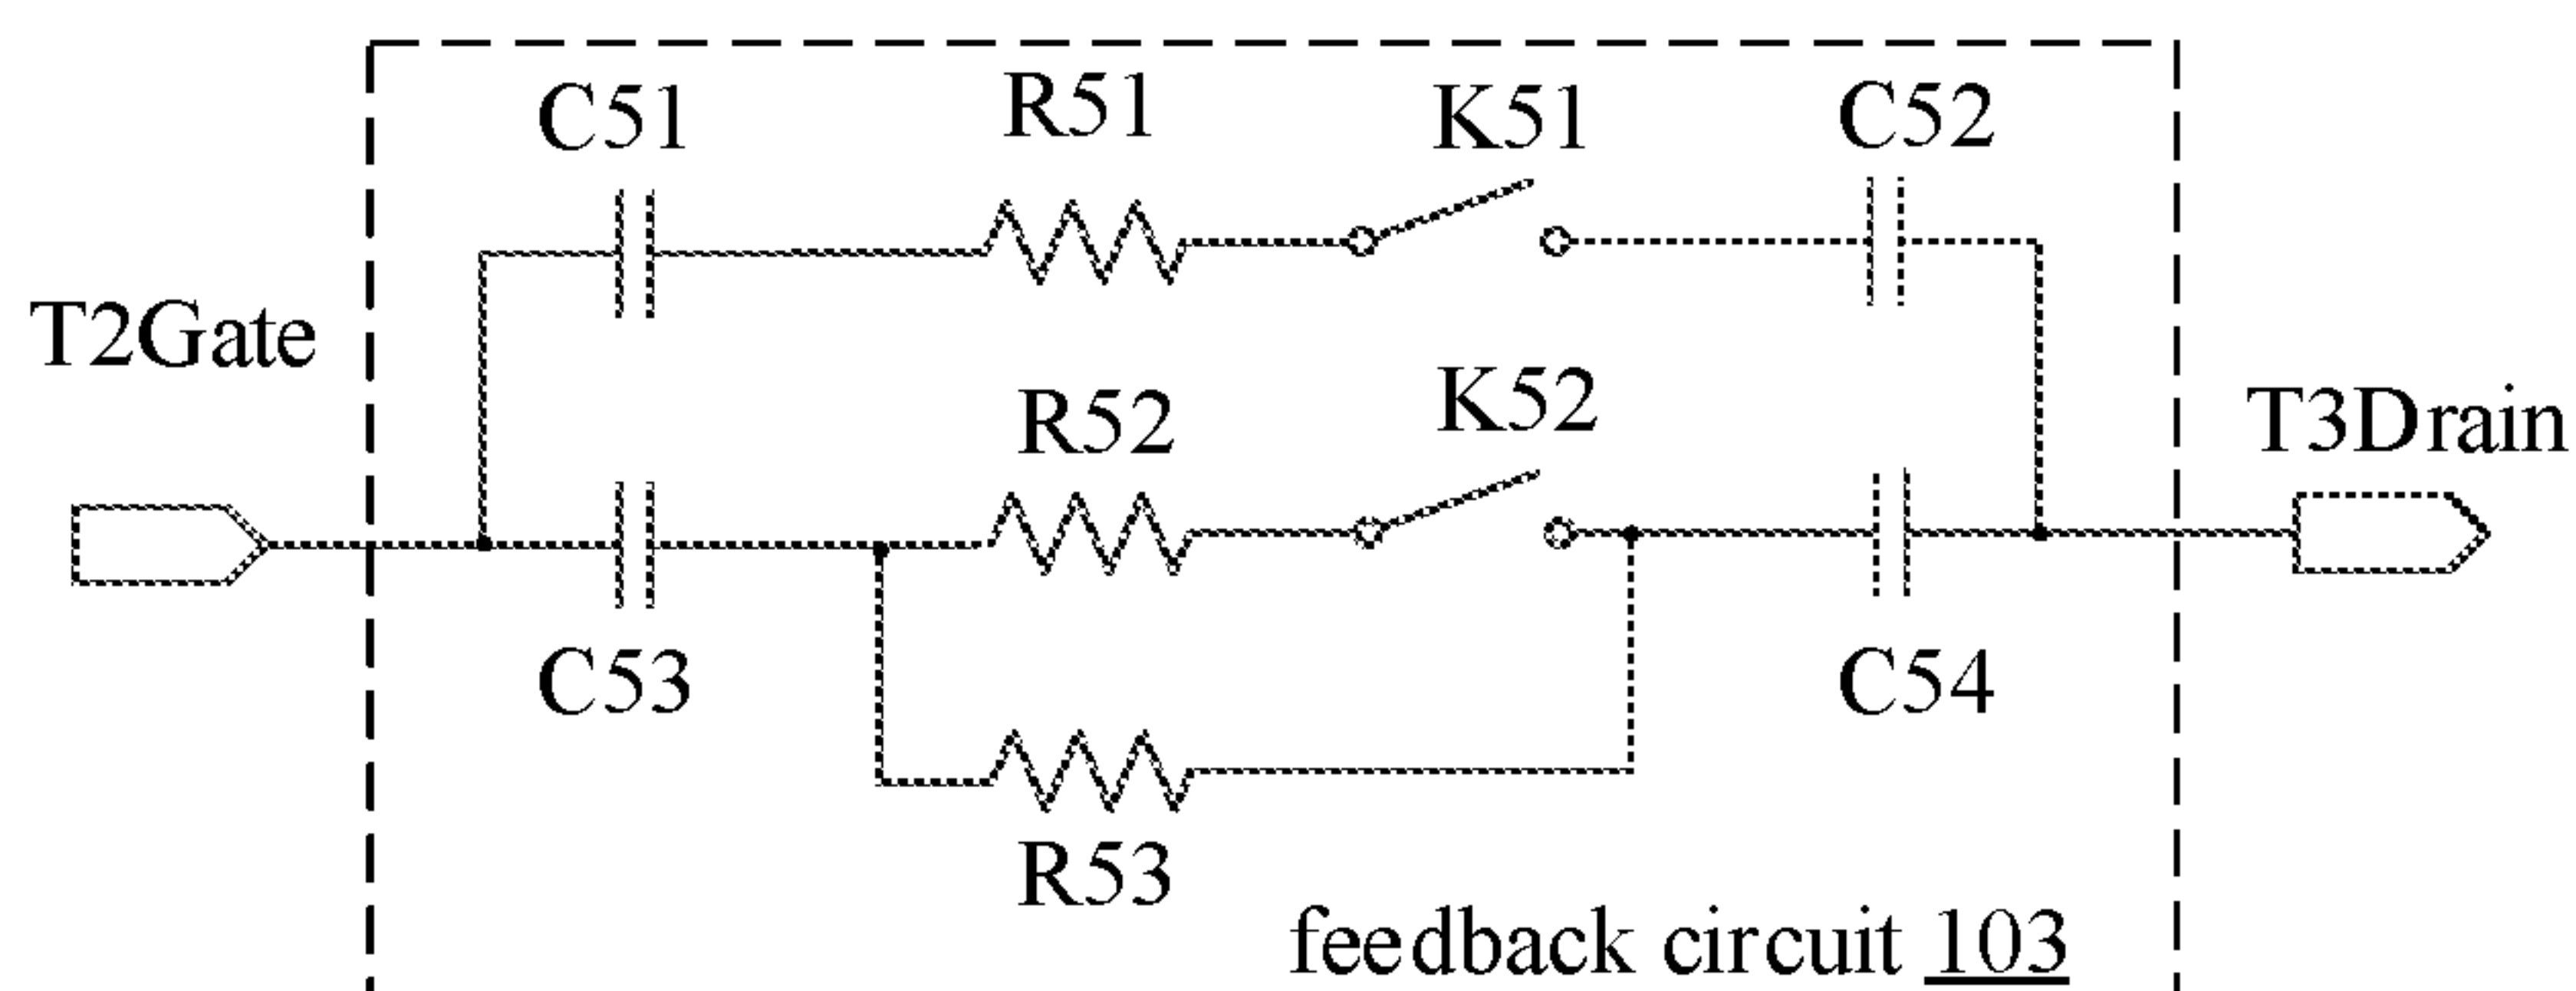 C51 R51 K51 C52
T2Gate
R52 K52
T3Drain
C53 C54
R53
feedback circuit 103